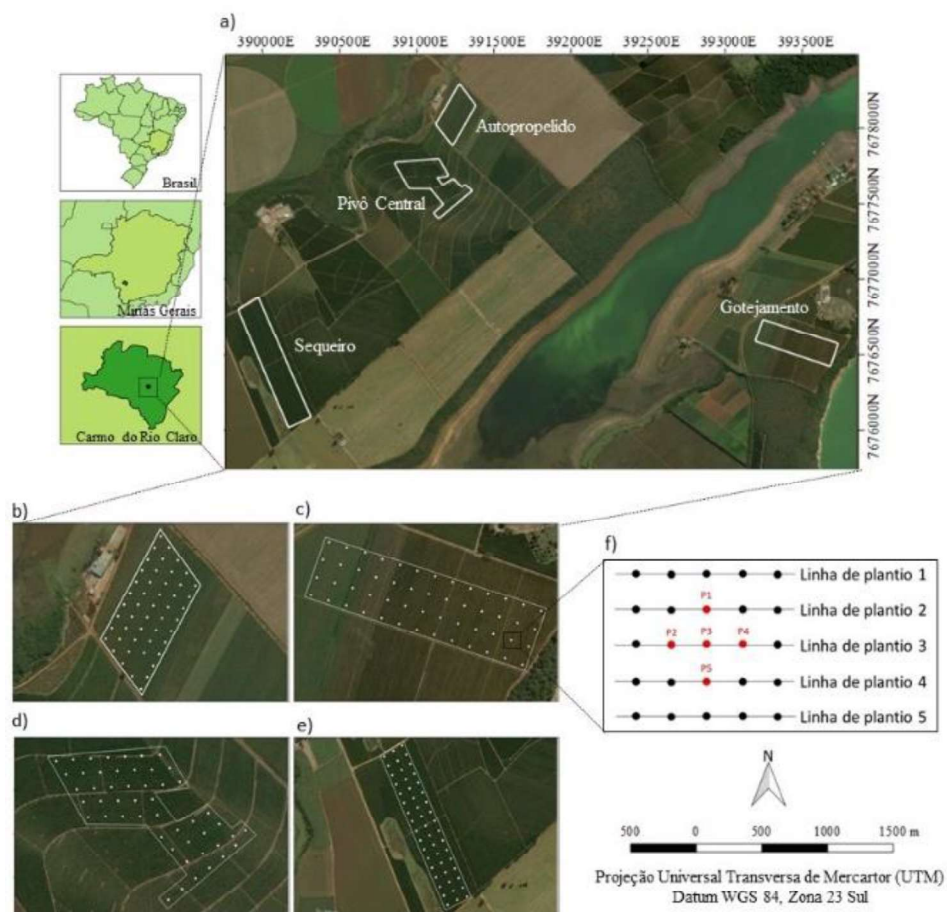 a)
390000E 390500E 391000E 391500E 392000E 392500E 393000E 393500E
Autopropelido
Pivô Central
Sequeiro
Gotejamento
7678000N
7677500N
7677000N
7676500N
7676000N
Brasil
Minas Gerais
Carmo do Rio Claro
b)
c)
f)
Linha de plantio 1
P1
Linha de plantio 2
P2 P3 P4
Linha de plantio 3
P5
Linha de plantio 4
Linha de plantio 5
d)
e)
N
500 0 500 1000 1500 m
Projeção Universal Transversa de Mercartor (UTM)
Datum WGS 84, Zona 23 Sul